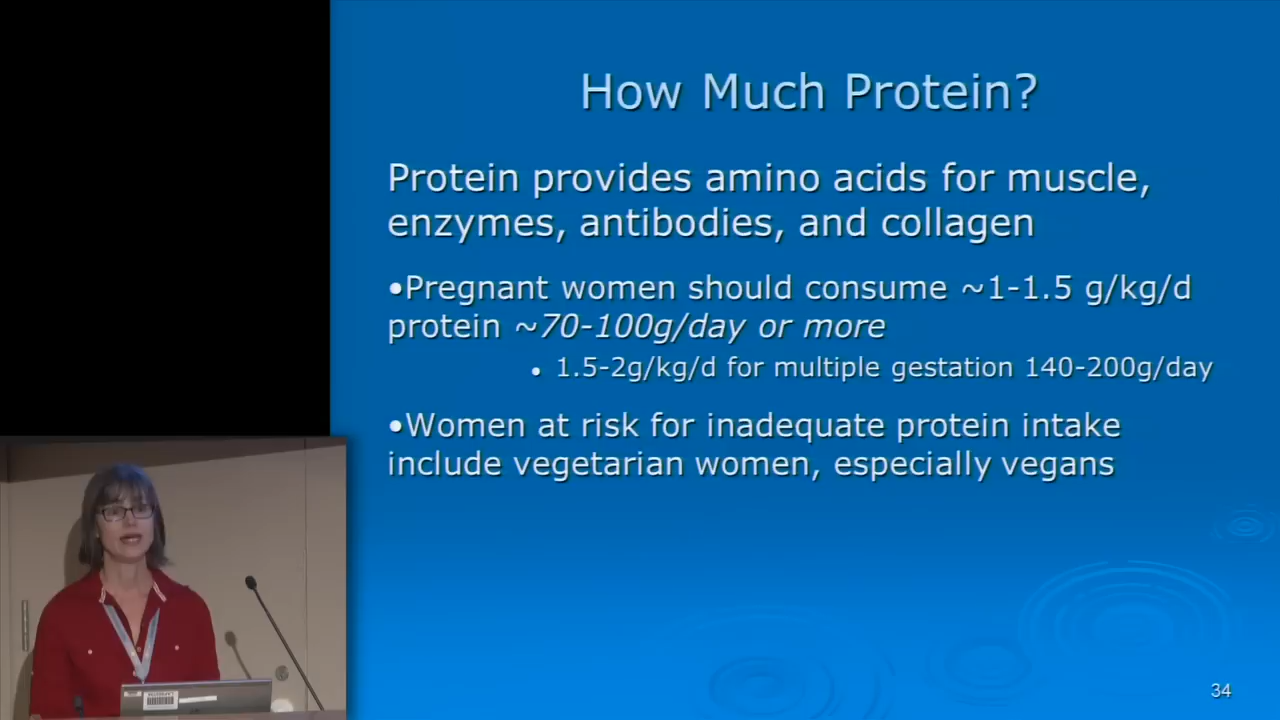 How Much Protein?
Protein provides amino acids for muscle,
enzymes, antibodies, and collagen
•Pregnant women should consume ~1-1.5 g/kg/d
protein ~70-100g/day or more
• 1.5-2g/kg/d for multiple gestation 140-200g/day
•Women at risk for inadequate protein intake
include vegetarian women, especially vegans
34